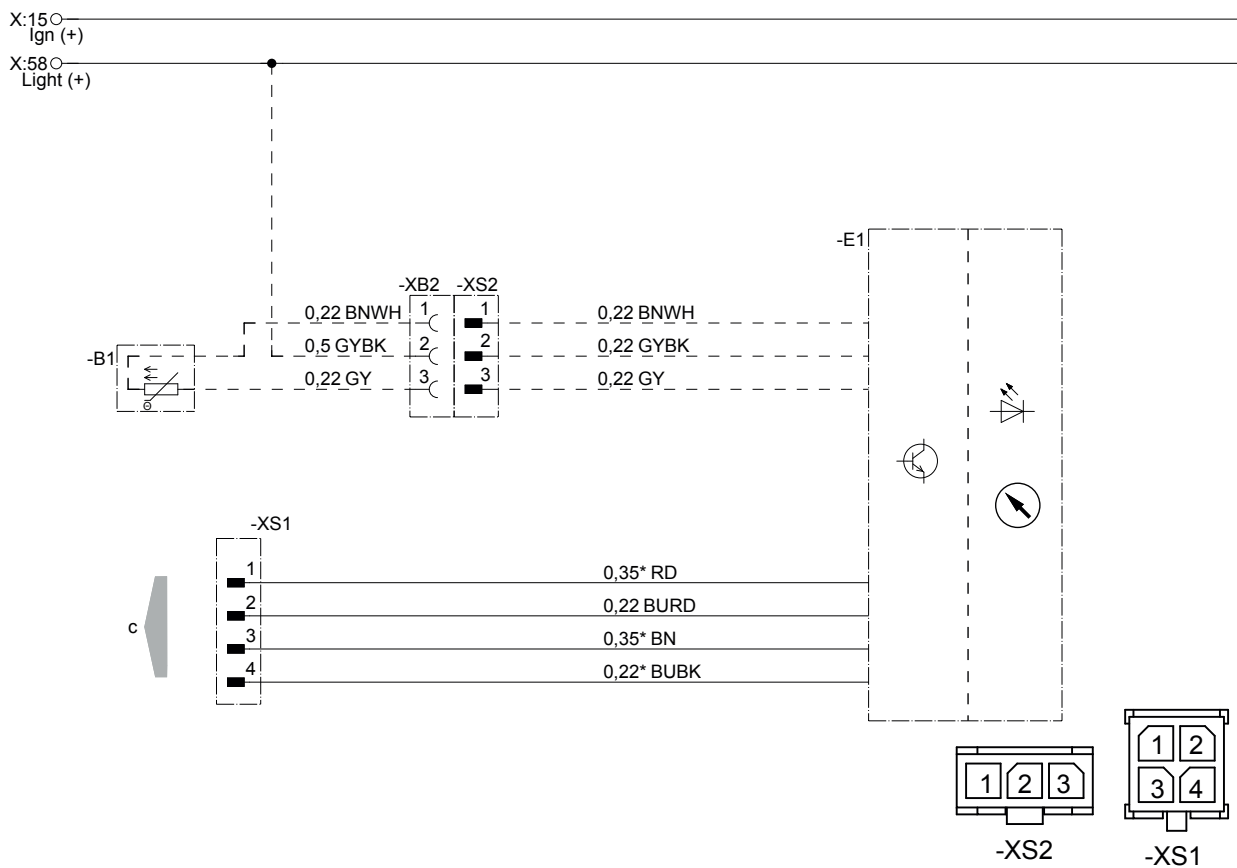 X:15
Ign (+)
X:58
Light (+)
-E1
-XB2 -XS2
0,22 BNWH 1 1 0,22 BNWH
-B1 0,5 GYBK 2 2 0,22 GYBK
0,22 GY 3 3 0,22 GY
-XS1
1 0,35* RD
2 0,22 BURD
c
3 0,35* BN
4 0,22* BUBK
1 2
3 4
1 2 3
-XS2
-XS1